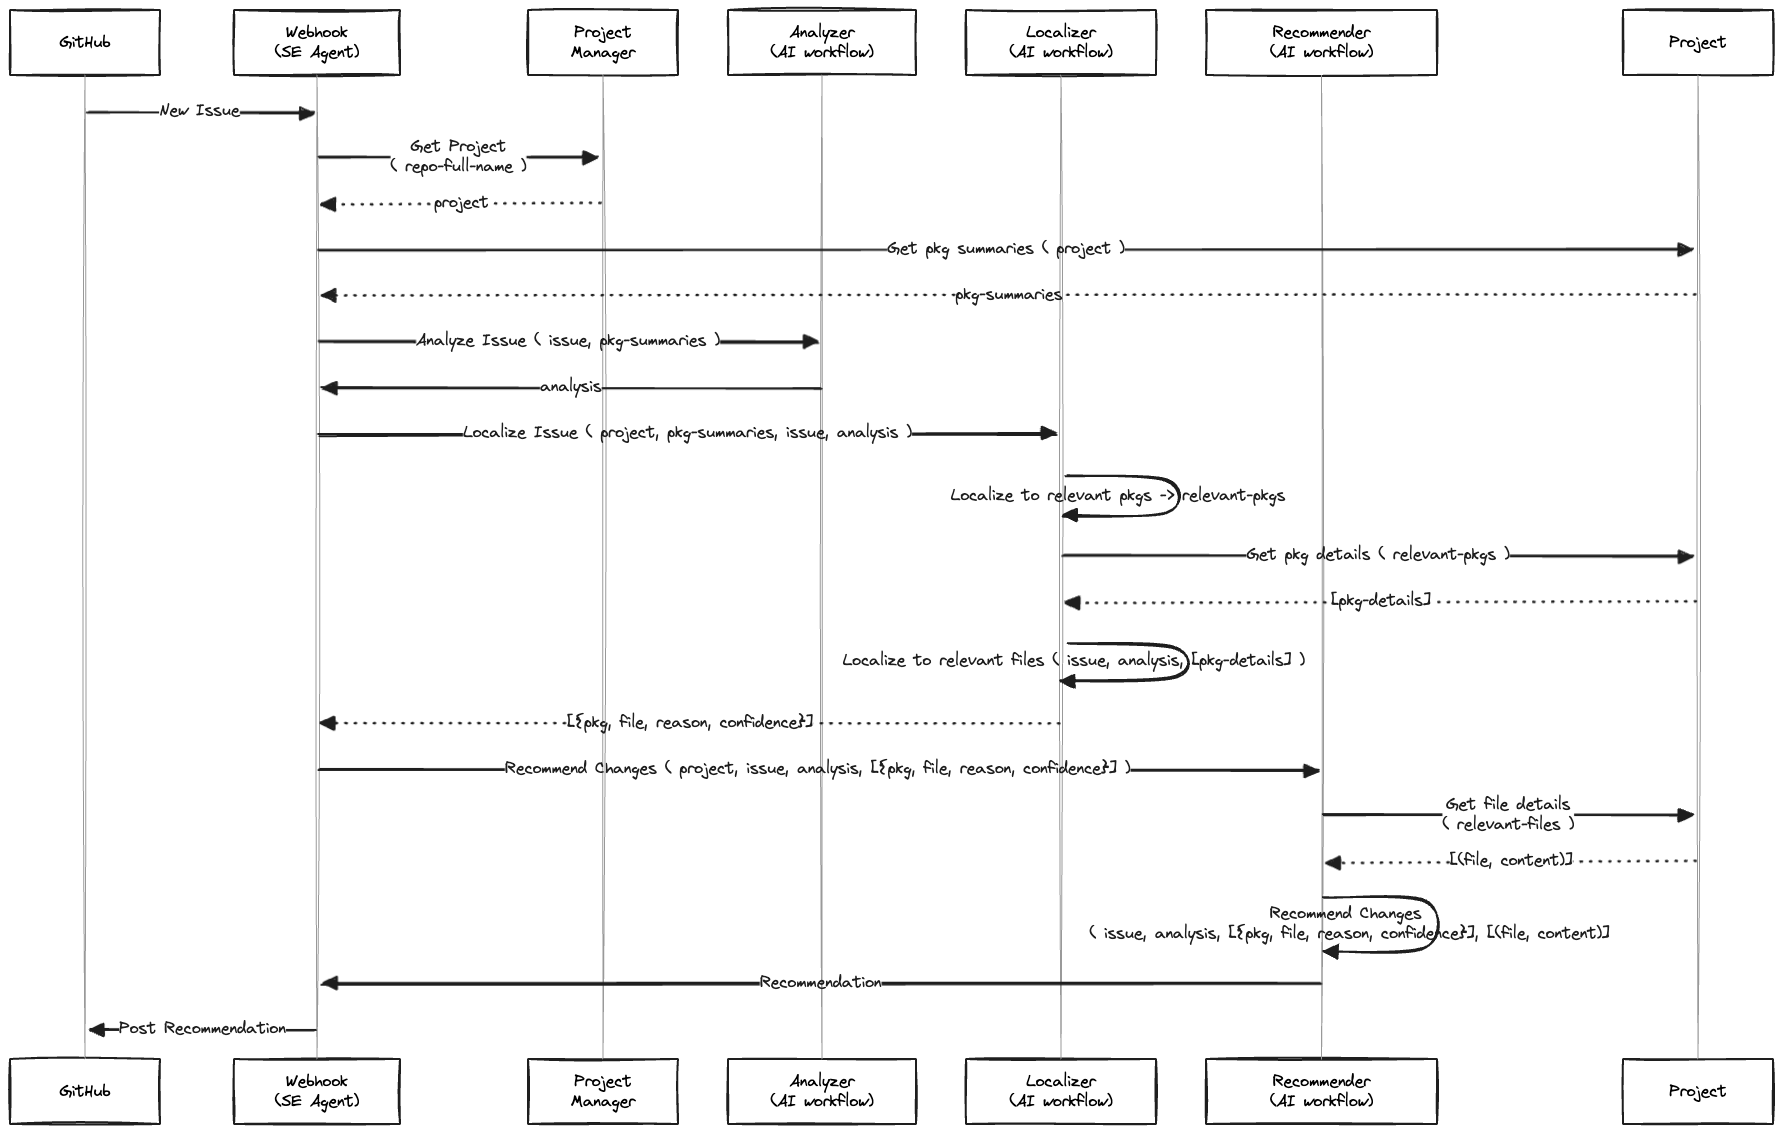 GitHub
Webhook
(SE Agent)
Project
Manager
Analyzer
(AI workflow)
Localizer
(AI workflow)
Recommender
(AI workflow)
Project
New Issue
Get Project
( repo-full-name )
project
Get pkg summaries ( project )
pkg-summaries
Analyze Issue ( issue, pkg-summaries )
analysis
Localize Issue ( project, pkg-summaries, issue, analysis )
Localize to relevant pkgs -> relevant-pkgs
Get pkg details ( relevant-pkgs )
[pkg-details]
Localize to relevant files ( issue, analysis, [pkg-details] )
[{pkg, file, reason, confidence}]
Recommend Changes ( project, issue, analysis, [{pkg, file, reason, confidence}] )
Get file details
( relevant-files )
[(file, content)]
Recommend Changes
( issue, analysis, [{pkg, file, reason, confidence}], [(file, content)]
Recommendation
Post Recommendation
GitHub
Webhook
(SE Agent)
Project
Manager
Analyzer
(AI workflow)
Localizer
(AI workflow)
Recommender
(AI workflow)
Project